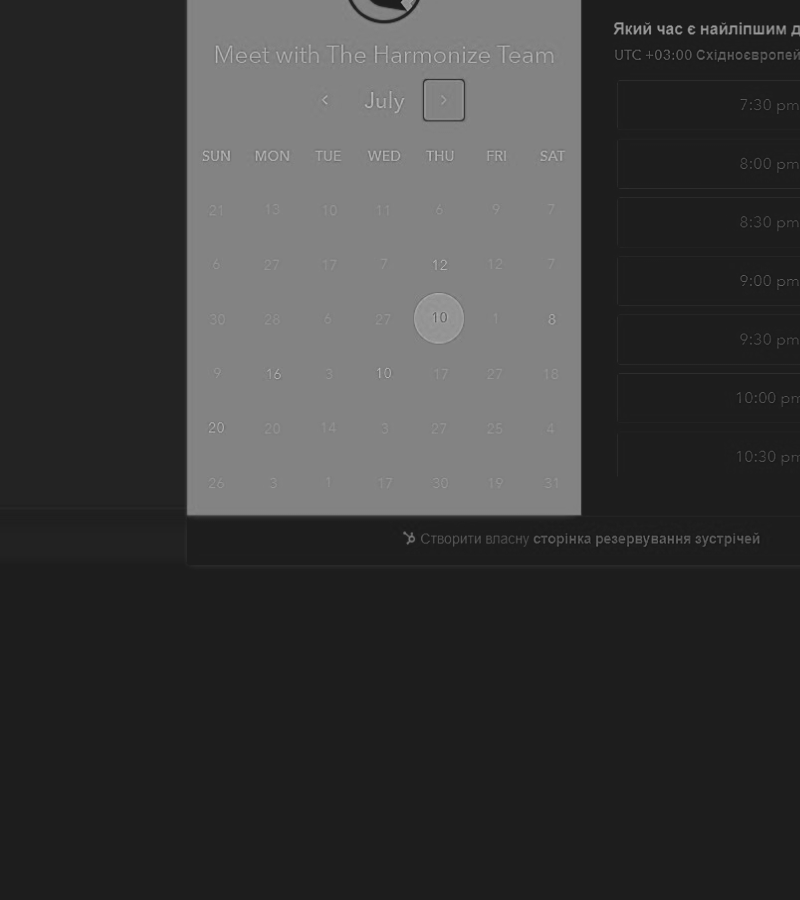 Meet with The Harmonize Team
July
SUN MON TUE WED THU FRI SAT
21 13 10 11 6 9 7
6 27 17 7 12 12 7
30 28 6 27 10 1 8
9 16 3 10 17 27 18
20 20 14 3 27 25 4
26 3 1 17 30 19 31
Який час є найліпшим
UTC +03:00
7:30 pm
8:00 pm
8:30 pm
9:00 pm
9:30 pm
10:00 pm
10:30 pm
Створити власну сторінка резервування зустрічей